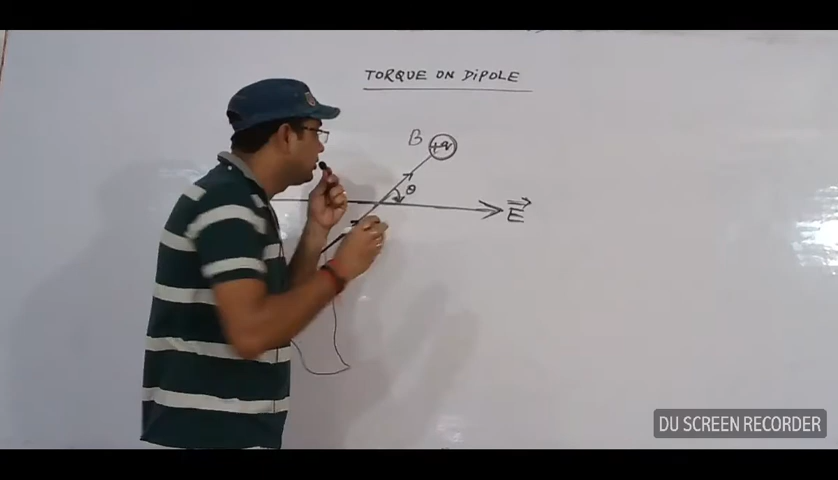 TORQUE ON DIPOLE
B +q
θ
E
DU SCREEN RECORDER